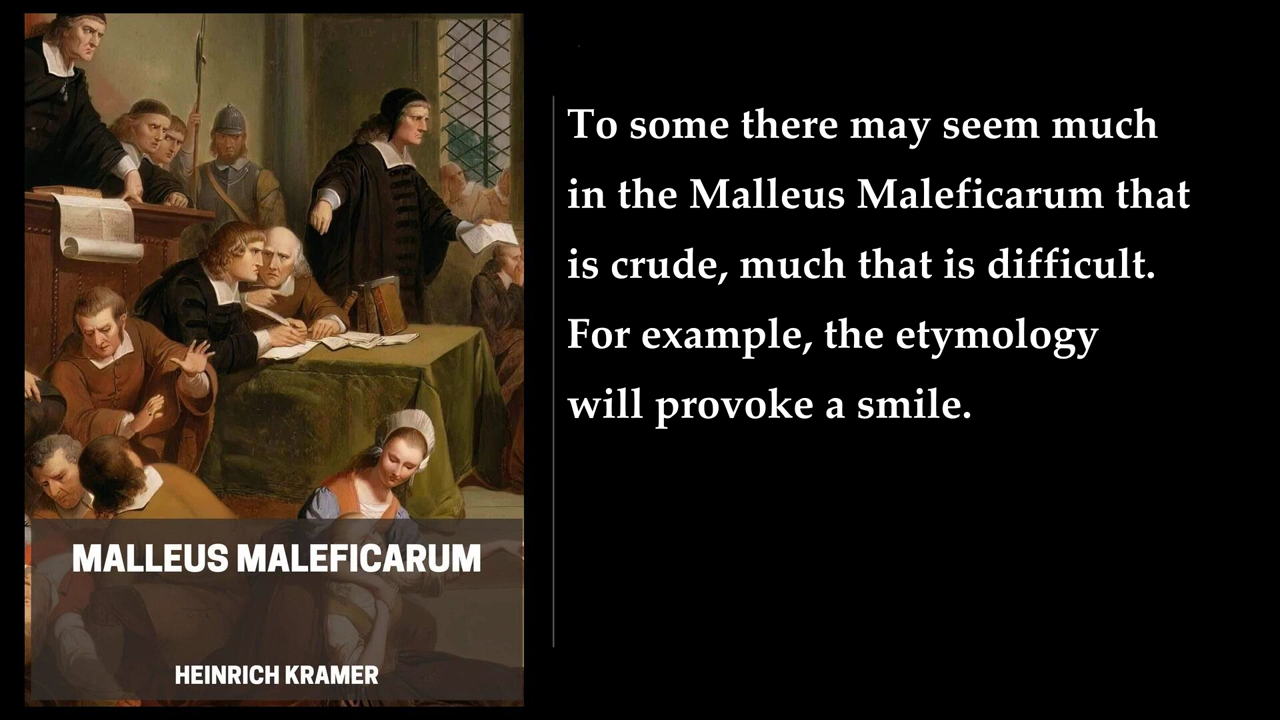 To some there may seem much
in the Malleus Maleficarum that
is crude, much that is difficult.
For example, the etymology
will provoke a smile.
MALLEUS MALEFICARUM
HEINRICH KRAMER